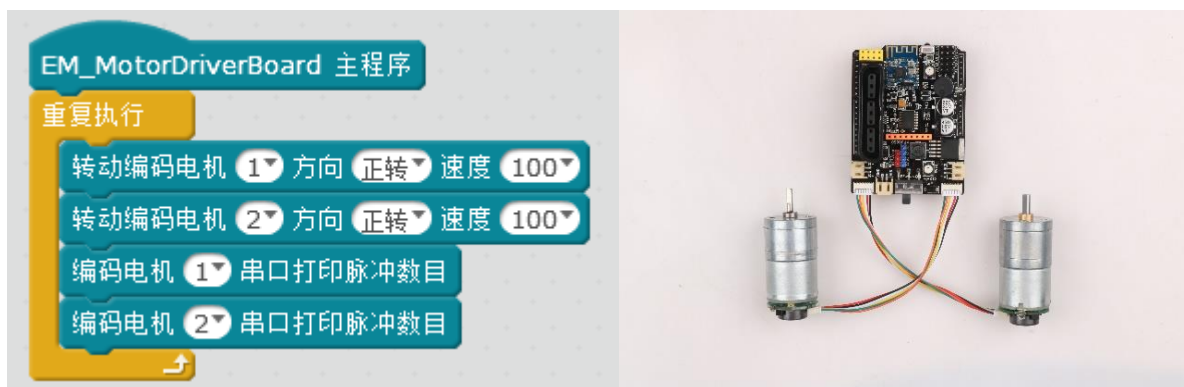 EM_MotorDriverBoard 主程序
重复执行
转动编码电机 1 方向 正转 速度 100
转动编码电机 2 方向 正转 速度 100
编码电机 1 串口打印脉冲数目
编码电机 2 串口打印脉冲数目